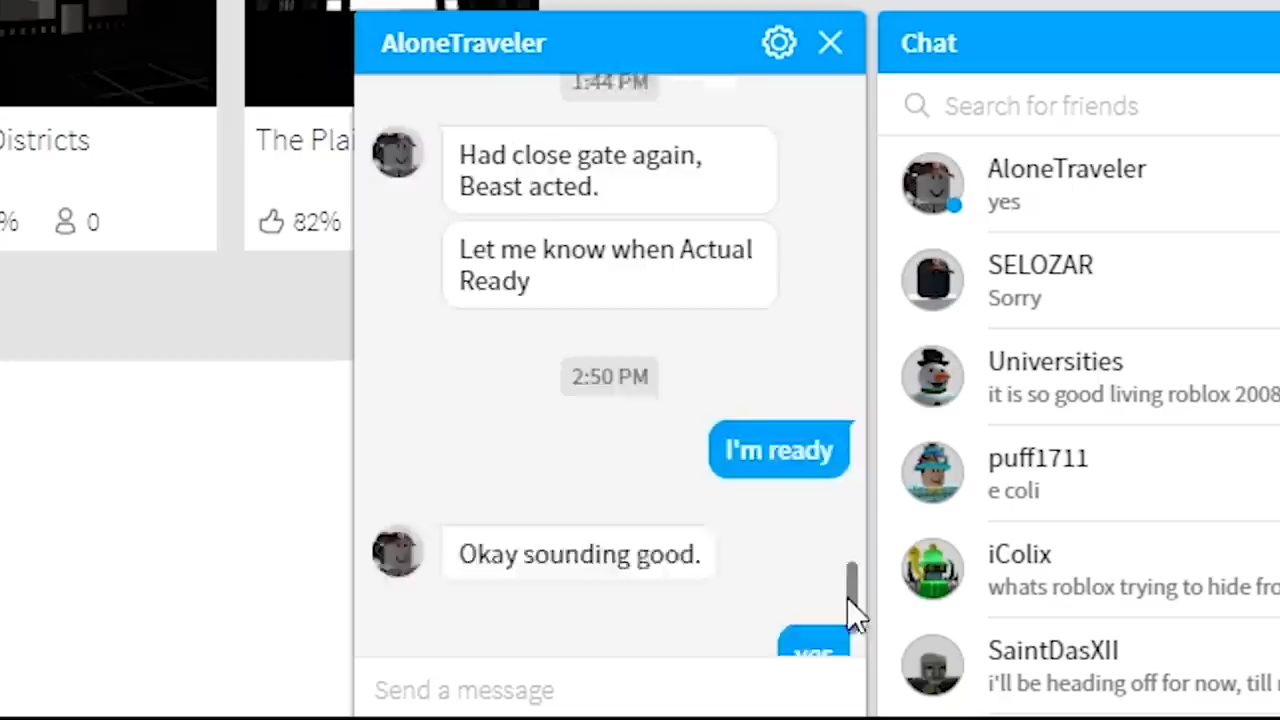 Districts
The Plai
%
0
82%
AloneTraveler
1:44 PM
Had close gate again,
Beast acted.
Let me know when Actual
Ready
2:50 PM
I'm ready
Okay sounding good.
yes
Send a message
Chat
Search for friends
AloneTraveler
yes
SELOZAR
Sorry
Universities
it is so good living roblox 2008
puff1711
e coli
iColix
whats roblox trying to hide fro
SaintDasXII
i'll be heading off for now, till